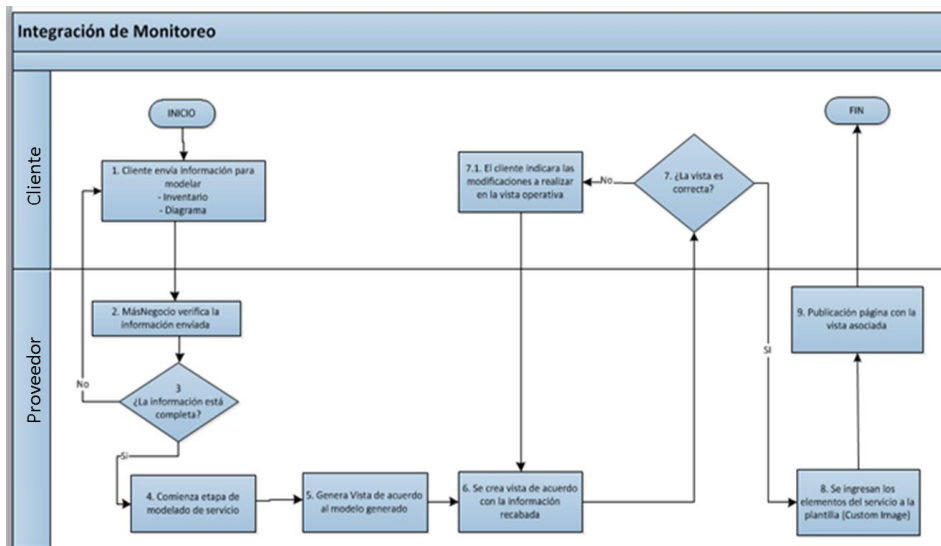 Integración de Monitoreo
Cliente
INICIO
1. Cliente envía información para
modelar
- Inventario
- Diagrama
7.1. El cliente indicara las
modificaciones a realizar
en la vista operativa
No
7. ¿La vista es
correcta?
FIN
Proveedor
2. MásNegocio verifica la
información enviada
No
3
¿La información está
completa?
Si
4. Comienza etapa de
modelado de servicio
5. Genera Vista de acuerdo
al modelo generado
6. Se crea vista de acuerdo
con la información
recabada
SI
9. Publicación página con la
vista asociada
8. Se ingresan los
elementos del servicio a la
plantilla (Custom Image)